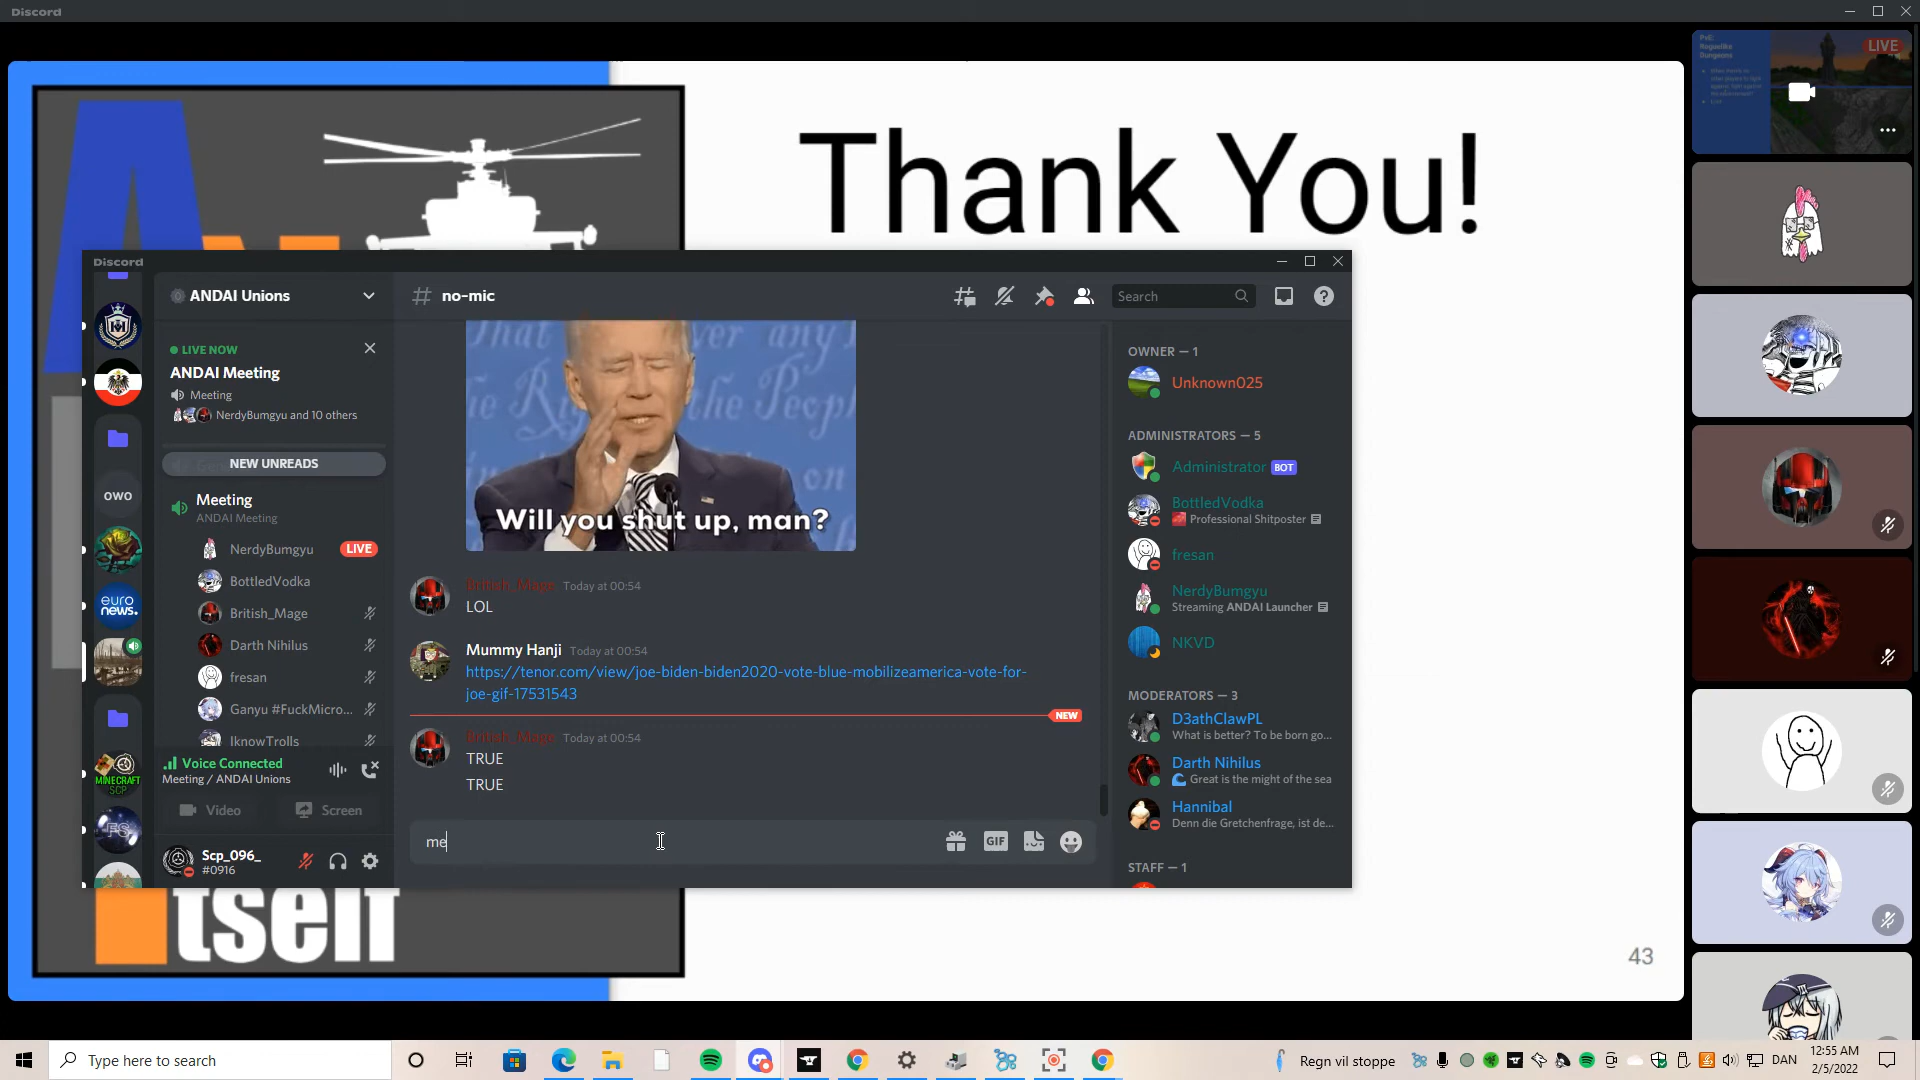 Discord
Thank You!
LIVE
Discord
ANDAI Unions
no-mic
Search
LIVE NOW
ANDAI Meeting
Meeting
NerdyBumgyu and 10 others
NEW UNREADS
Meeting
ANDAI Meeting
NerdyBumgyu
LIVE
BottledVodka
British_Mage
Darth Nihilus
fresan
Ganyu #FuckMicro...
IknowTrolls
Voice Connected
Meeting / ANDAI Unions
Video
Screen
Scp_096_
#0916
owo
euro
news.
MINECRAFT
SCP
FS
Will you shut up, man?
British_Mage Today at 00:54
LOL
Mummy Hanji Today at 00:54
https://tenor.com/view/joe-biden-biden2020-vote-blue-mobilizeamerica-vote-for-
joe-gif-17531543
NEW
British_Mage Today at 00:54
TRUE
TRUE
me
GIF
OWNER — 1
Unknown025
ADMINISTRATORS — 5
Administrator BOT
BottledVodka
Professional Shitposter
fresan
NerdyBumgyu
Streaming ANDAI Launcher
NKVD
MODERATORS — 3
D3athClawPL
What is better? To be born go...
Darth Nihilus
Great is the might of the sea
Hannibal
Denn die Gretchenfrage, ist de...
STAFF — 1
tself
43
Type here to search
Regn vil stoppe
DAN
12:55 AM
2/5/2022